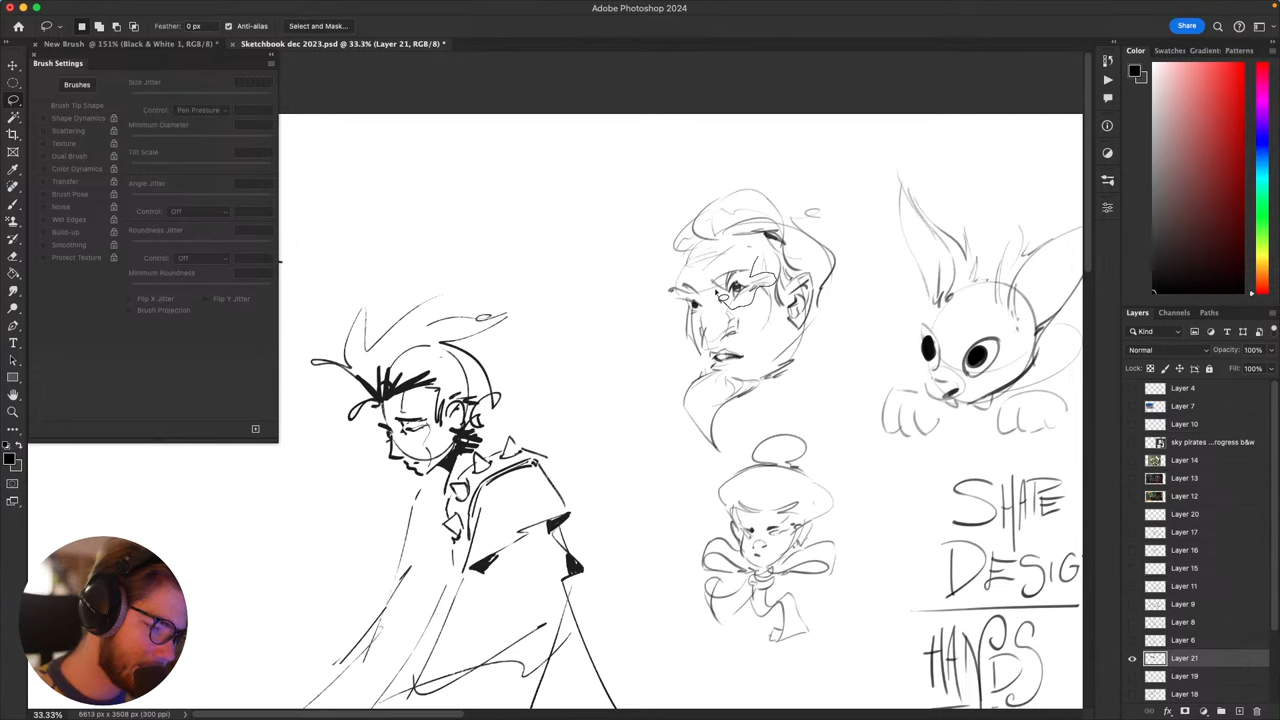 Adobe Photoshop 2024
Feather: 0 px
Anti-alias
Select and Mask...
Share
New Brush @ 151% (Black & White 1, RGB/8) *
Sketchbook dec 2023.psd @ 33.3% (Layer 21, RGB/8) *
Brush Settings
Brushes
Brush Tip Shape
Shape Dynamics
Scattering
Texture
Dual Brush
Color Dynamics
Transfer
Brush Pose
Noise
Wet Edges
Build-up
Smoothing
Protect Texture
Size Jitter
Control: Pen Pressure
Minimum Diameter
Tilt Scale
Angle Jitter
Control: Off
Roundness Jitter
Control: Off
Minimum Roundness
Flip X Jitter
Flip Y Jitter
Brush Projection
SHAPE
DESIG
HANDS
Color
Swatches
Gradient
Patterns
Layers
Channels
Paths
Kind
Normal
Opacity: 100%
Lock:
Fill: 100%
Layer 4
Layer 7
Layer 10
sky pirates ...rogress b&w
Layer 14
Layer 13
Layer 12
Layer 20
Layer 17
Layer 16
Layer 15
Layer 11
Layer 9
Layer 8
Layer 6
Layer 21
Layer 19
Layer 18
fx
33.33%
6613 px x 3508 px (300 ppi)